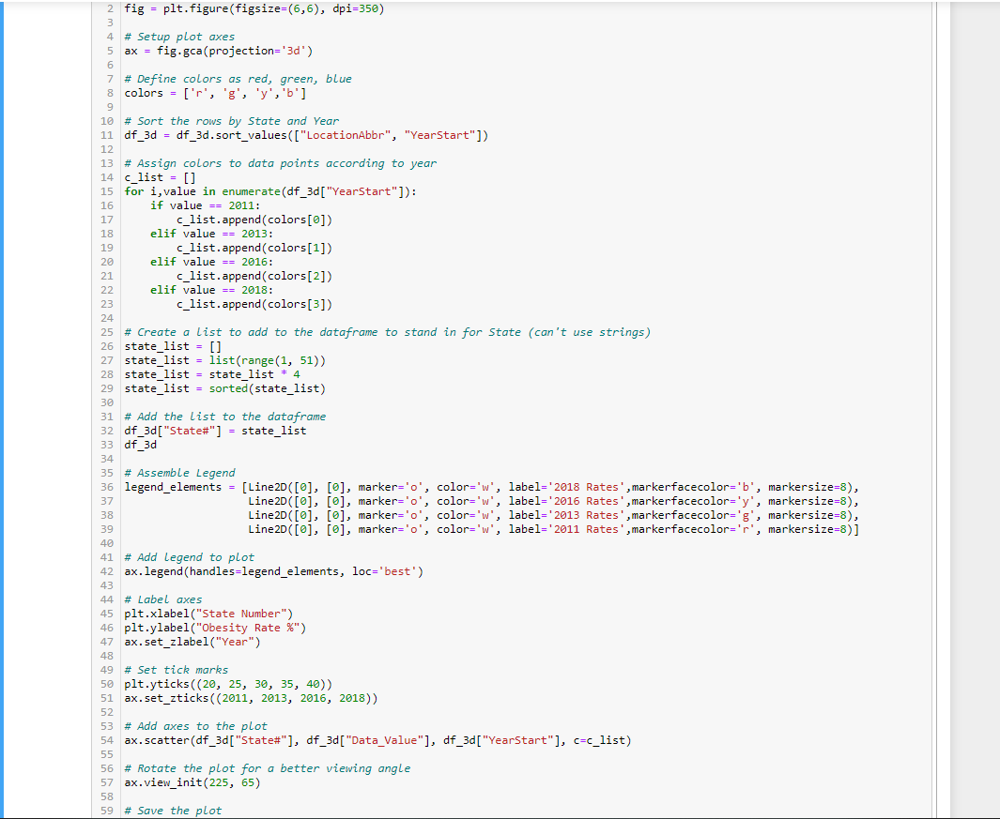 2 fig = plt.figure(figsize=(6,6), dpi=350)
3
4 # Setup plot axes
5 ax = fig.gca(projection='3d')
6
7 # Define colors as red, green, blue
8 colors = ['r', 'g', 'y','b']
9
10 # Sort the rows by State and Year
11 df_3d = df_3d.sort_values(["LocationAbbr", "YearStart"])
12
13 # Assign colors to data points according to year
14 c_list = []
15 for i,value in enumerate(df_3d["YearStart"]):
16     if value == 2011:
17         c_list.append(colors[0])
18     elif value == 2013:
19         c_list.append(colors[1])
20     elif value == 2016:
21         c_list.append(colors[2])
22     elif value == 2018:
23         c_list.append(colors[3])
24
25 # Create a list to add to the dataframe to stand in for State (can't use strings)
26 state_list = []
27 state_list = list(range(1, 51))
28 state_list = state_list * 4
29 state_list = sorted(state_list)
30
31 # Add the list to the dataframe
32 df_3d["State#"] = state_list
33 df_3d
34
35 # Assemble Legend
36 legend_elements = [Line2D([0], [0], marker='o', color='w', label='2018 Rates',markerfacecolor='b', markersize=8),
37                    Line2D([0], [0], marker='o', color='w', label='2016 Rates',markerfacecolor='y', markersize=8),
38                    Line2D([0], [0], marker='o', color='w', label='2013 Rates',markerfacecolor='g', markersize=8),
39                    Line2D([0], [0], marker='o', color='w', label='2011 Rates',markerfacecolor='r', markersize=8)]
40
41 # Add legend to plot
42 ax.legend(handles=legend_elements, loc='best')
43
44 # Label axes
45 plt.xlabel("State Number")
46 plt.ylabel("Obesity Rate %")
47 ax.set_zlabel("Year")
48
49 # Set tick marks
50 plt.yticks((20, 25, 30, 35, 40))
51 ax.set_zticks((2011, 2013, 2016, 2018))
52
53 # Add axes to the plot
54 ax.scatter(df_3d["State#"], df_3d["Data_Value"], df_3d["YearStart"], c=c_list)
55
56 # Rotate the plot for a better viewing angle
57 ax.view_init(225, 65)
58
59 # Save the plot